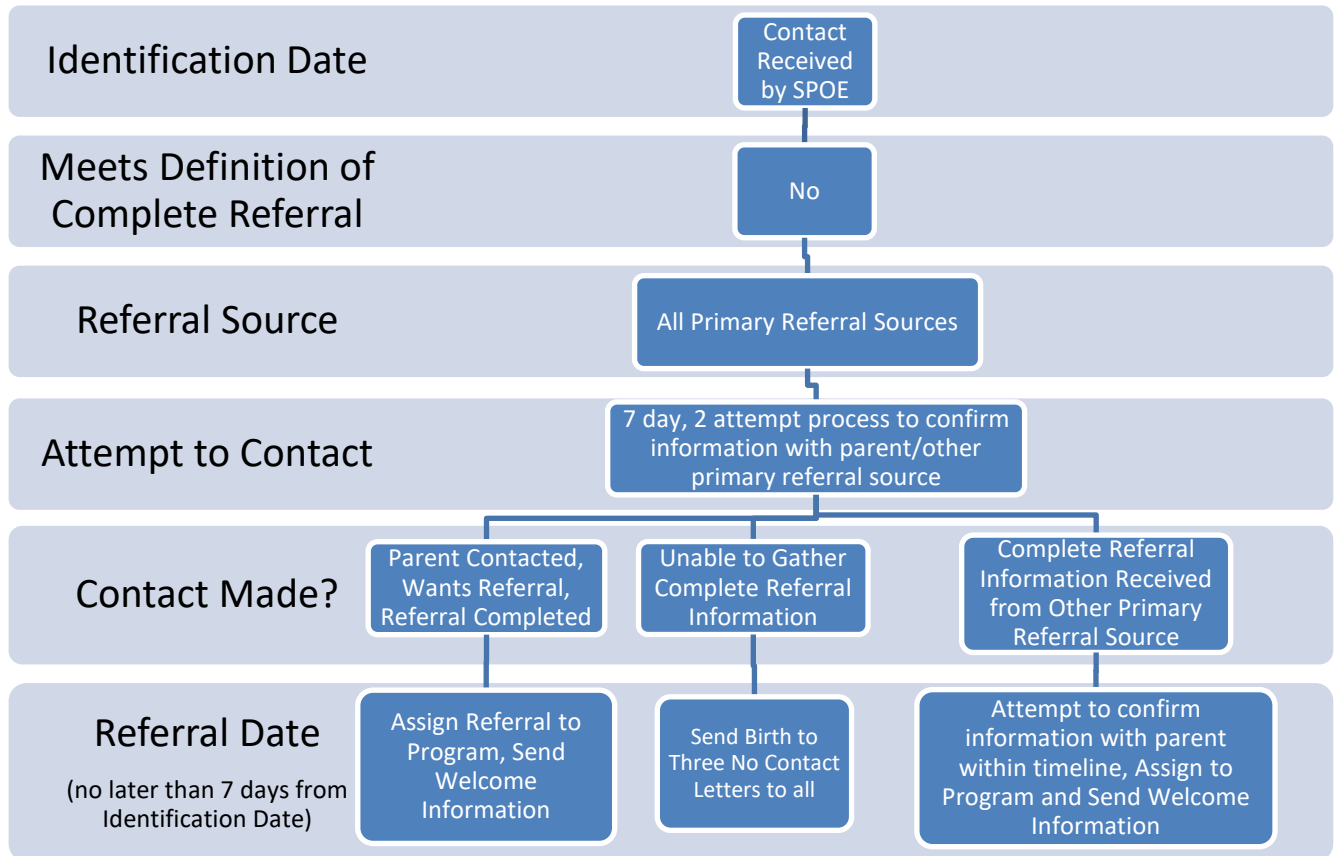 Identification Date
Contact
Received
by SPOE
Meets Definition of
Complete Referral
No
Referral Source
All Primary Referral Sources
Attempt to Contact
7 day, 2 attempt process to confirm
information with parent/other
primary referral source
Contact Made?
Parent Contacted,
Wants Referral,
Referral Completed
Unable to Gather
Complete Referral
Information
Complete Referral
Information Received
from Other Primary
Referral Source
Referral Date
(no later than 7 days from
Identification Date)
Assign Referral to
Program, Send
Welcome
Information
Send Birth to
Three No Contact
Letters to all
Attempt to confirm
information with parent
within timeline, Assign to
Program and Send Welcome
Information